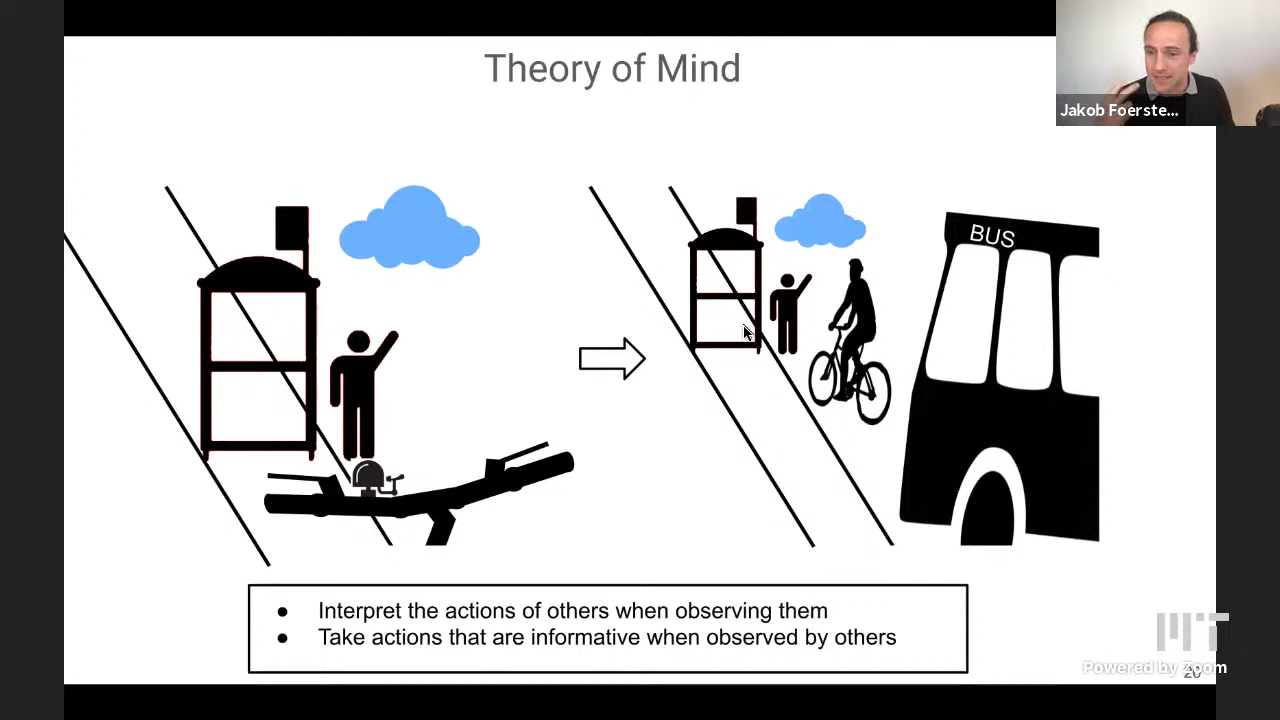 Theory of Mind
Jakob Foerste...
BUS
● Interpret the actions of others when observing them
● Take actions that are informative when observed by others
MIT
Powered by Zoom
20